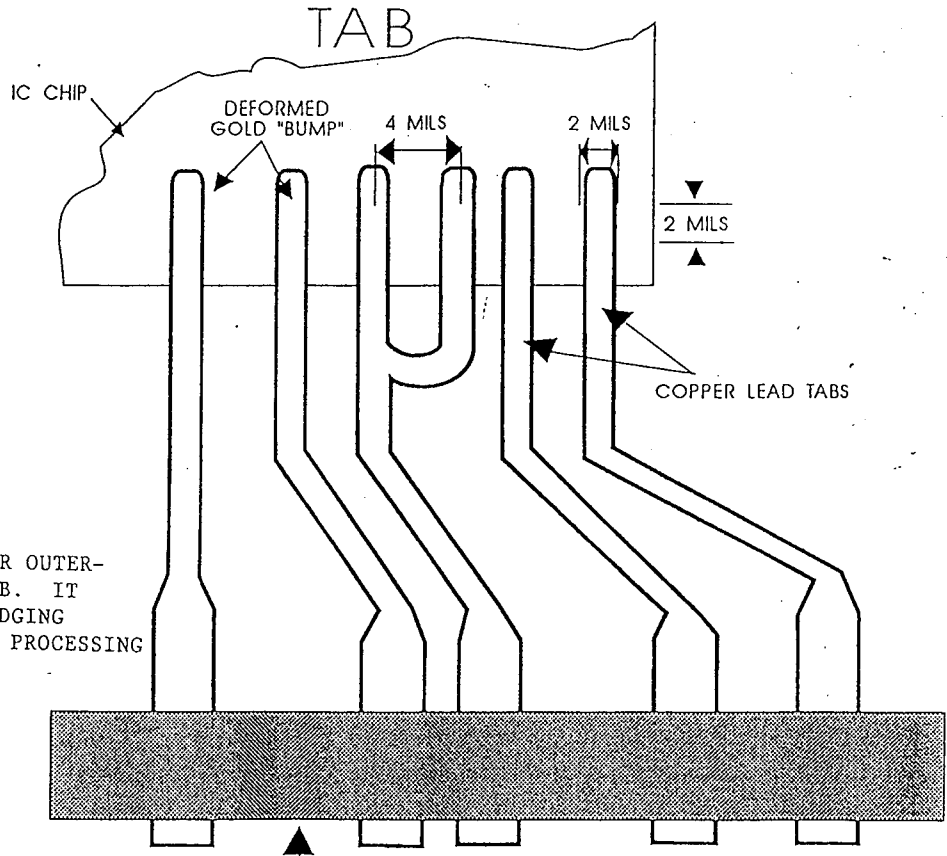 TAB
IC CHIP
DEFORMED
GOLD "BUMP"
4 MILS
2 MILS
2 MILS
COPPER LEAD TABS
R OUTER-
B. IT
DGING
PROCESSING